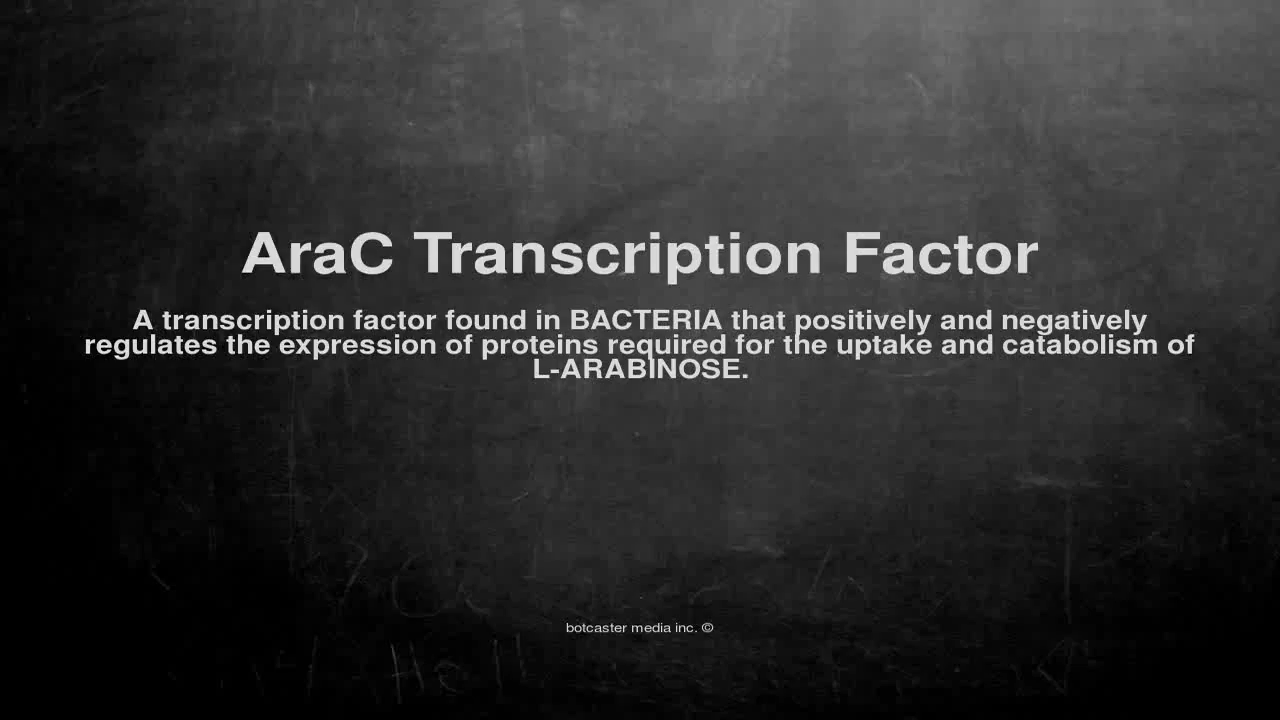 AraC Transcription Factor
A transcription factor found in BACTERIA that positively and negatively
regulates the expression of proteins required for the uptake and catabolism of
L-ARABINOSE.
botcaster media inc. ©